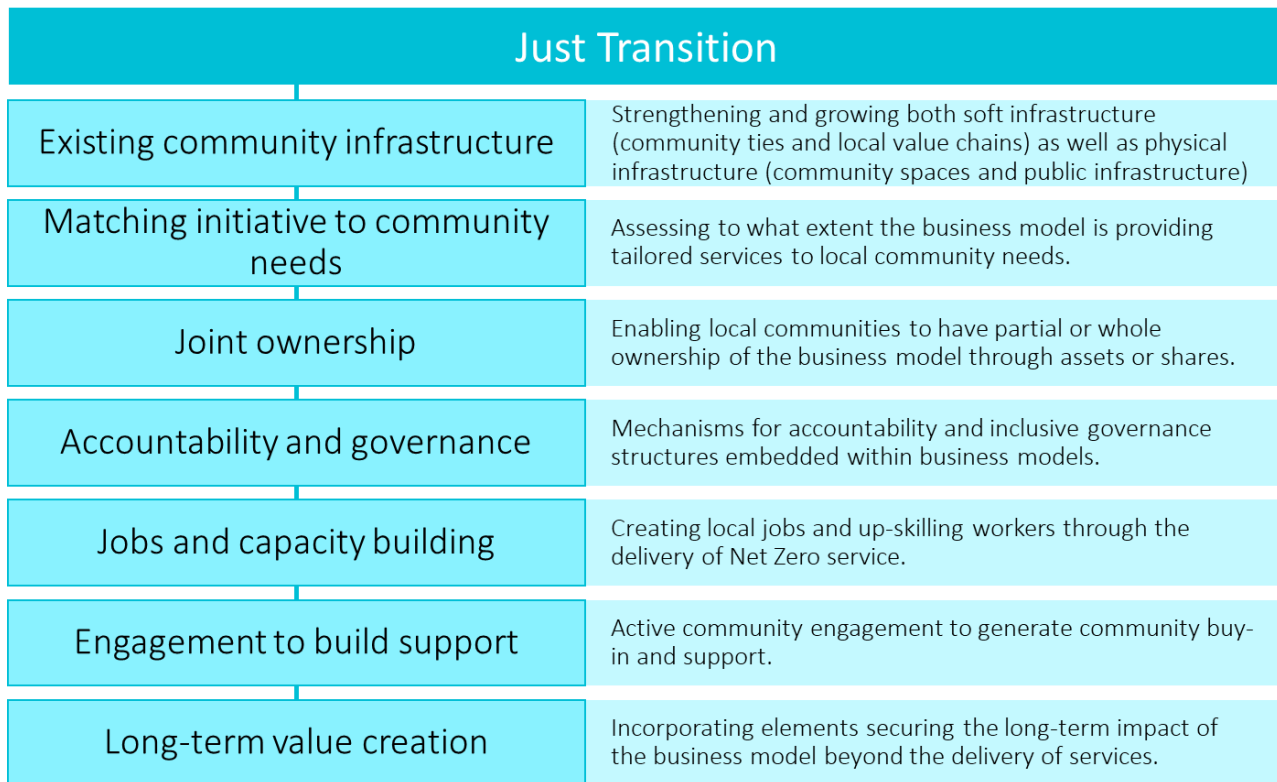 Just Transition
Existing community infrastructure
Strengthening and growing both soft infrastructure
(community ties and local value chains) as well as physical
infrastructure (community spaces and public infrastructure)
Matching initiative to community
needs
Assessing to what extent the business model is providing
tailored services to local community needs.
Joint ownership
Enabling local communities to have partial or whole
ownership of the business model through assets or shares.
Accountability and governance
Mechanisms for accountability and inclusive governance
structures embedded within business models.
Jobs and capacity building
Creating local jobs and up-skilling workers through the
delivery of Net Zero service.
Engagement to build support
Active community engagement to generate community buy-
in and support.
Long-term value creation
Incorporating elements securing the long-term impact of
the business model beyond the delivery of services.